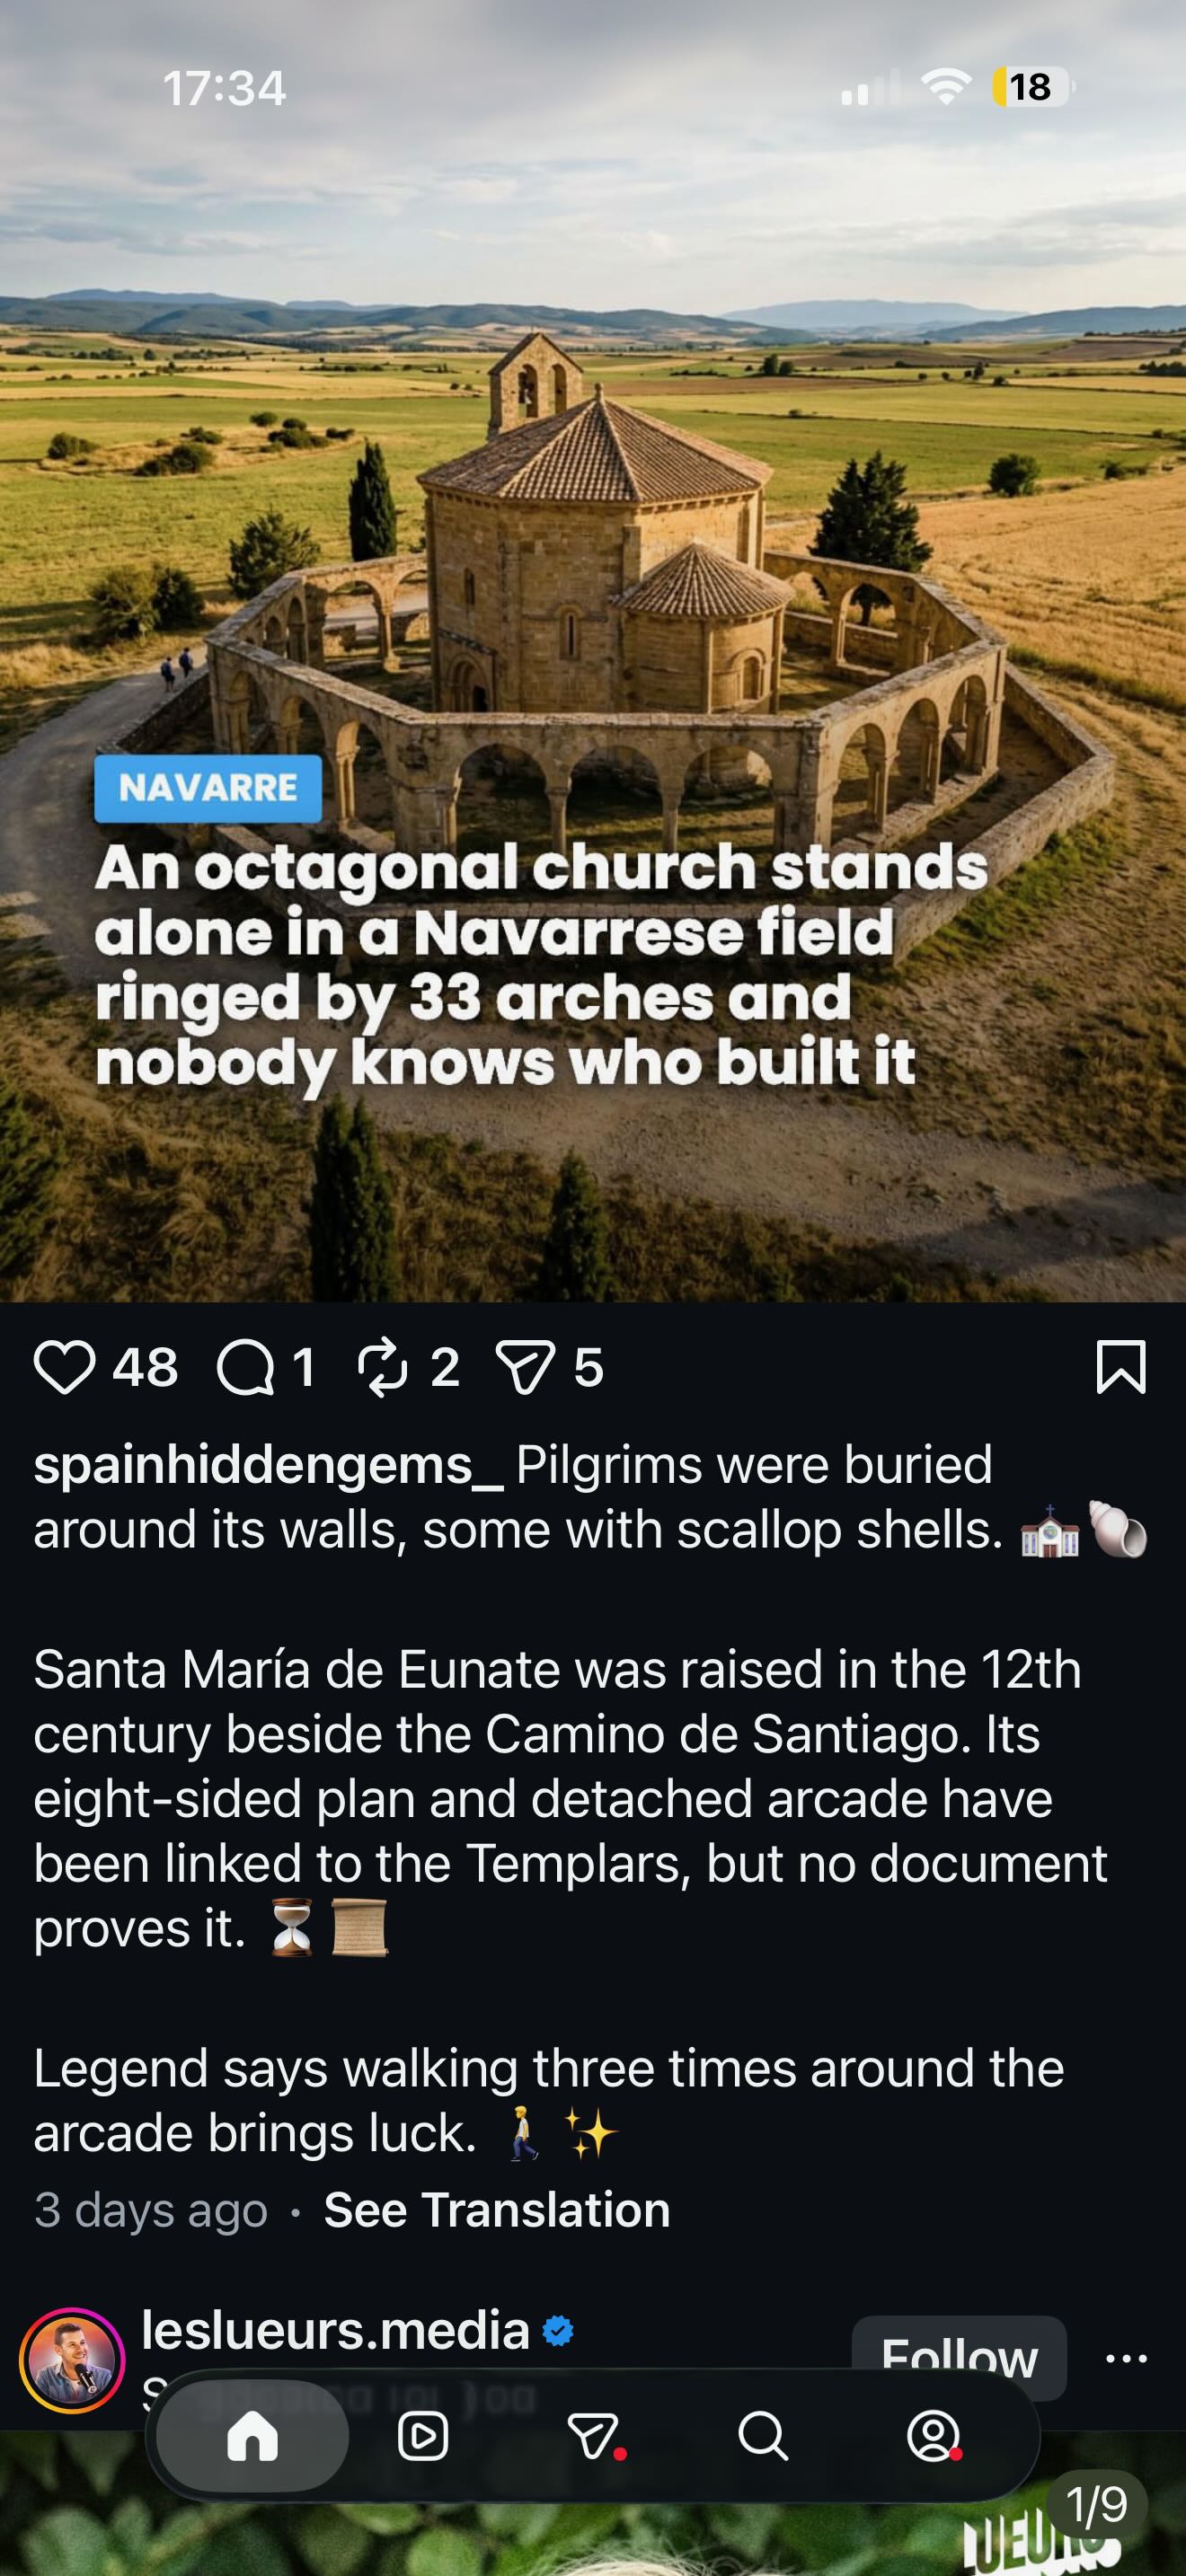 17:34
18
NAVARRE
An octagonal church stands
alone in a Navarrese field
ringed by 33 arches and
nobody knows who built it
48 1 2 5
spainhiddengems_ Pilgrims were buried
around its walls, some with scallop shells. ⛪🐚
Santa María de Eunate was raised in the 12th
century beside the Camino de Santiago. Its
eight-sided plan and detached arcade have
been linked to the Templars, but no document
proves it. ⏳📜
Legend says walking three times around the
arcade brings luck. 🚶✨
3 days ago · See Translation
leslueurs.media
Follow
1/9